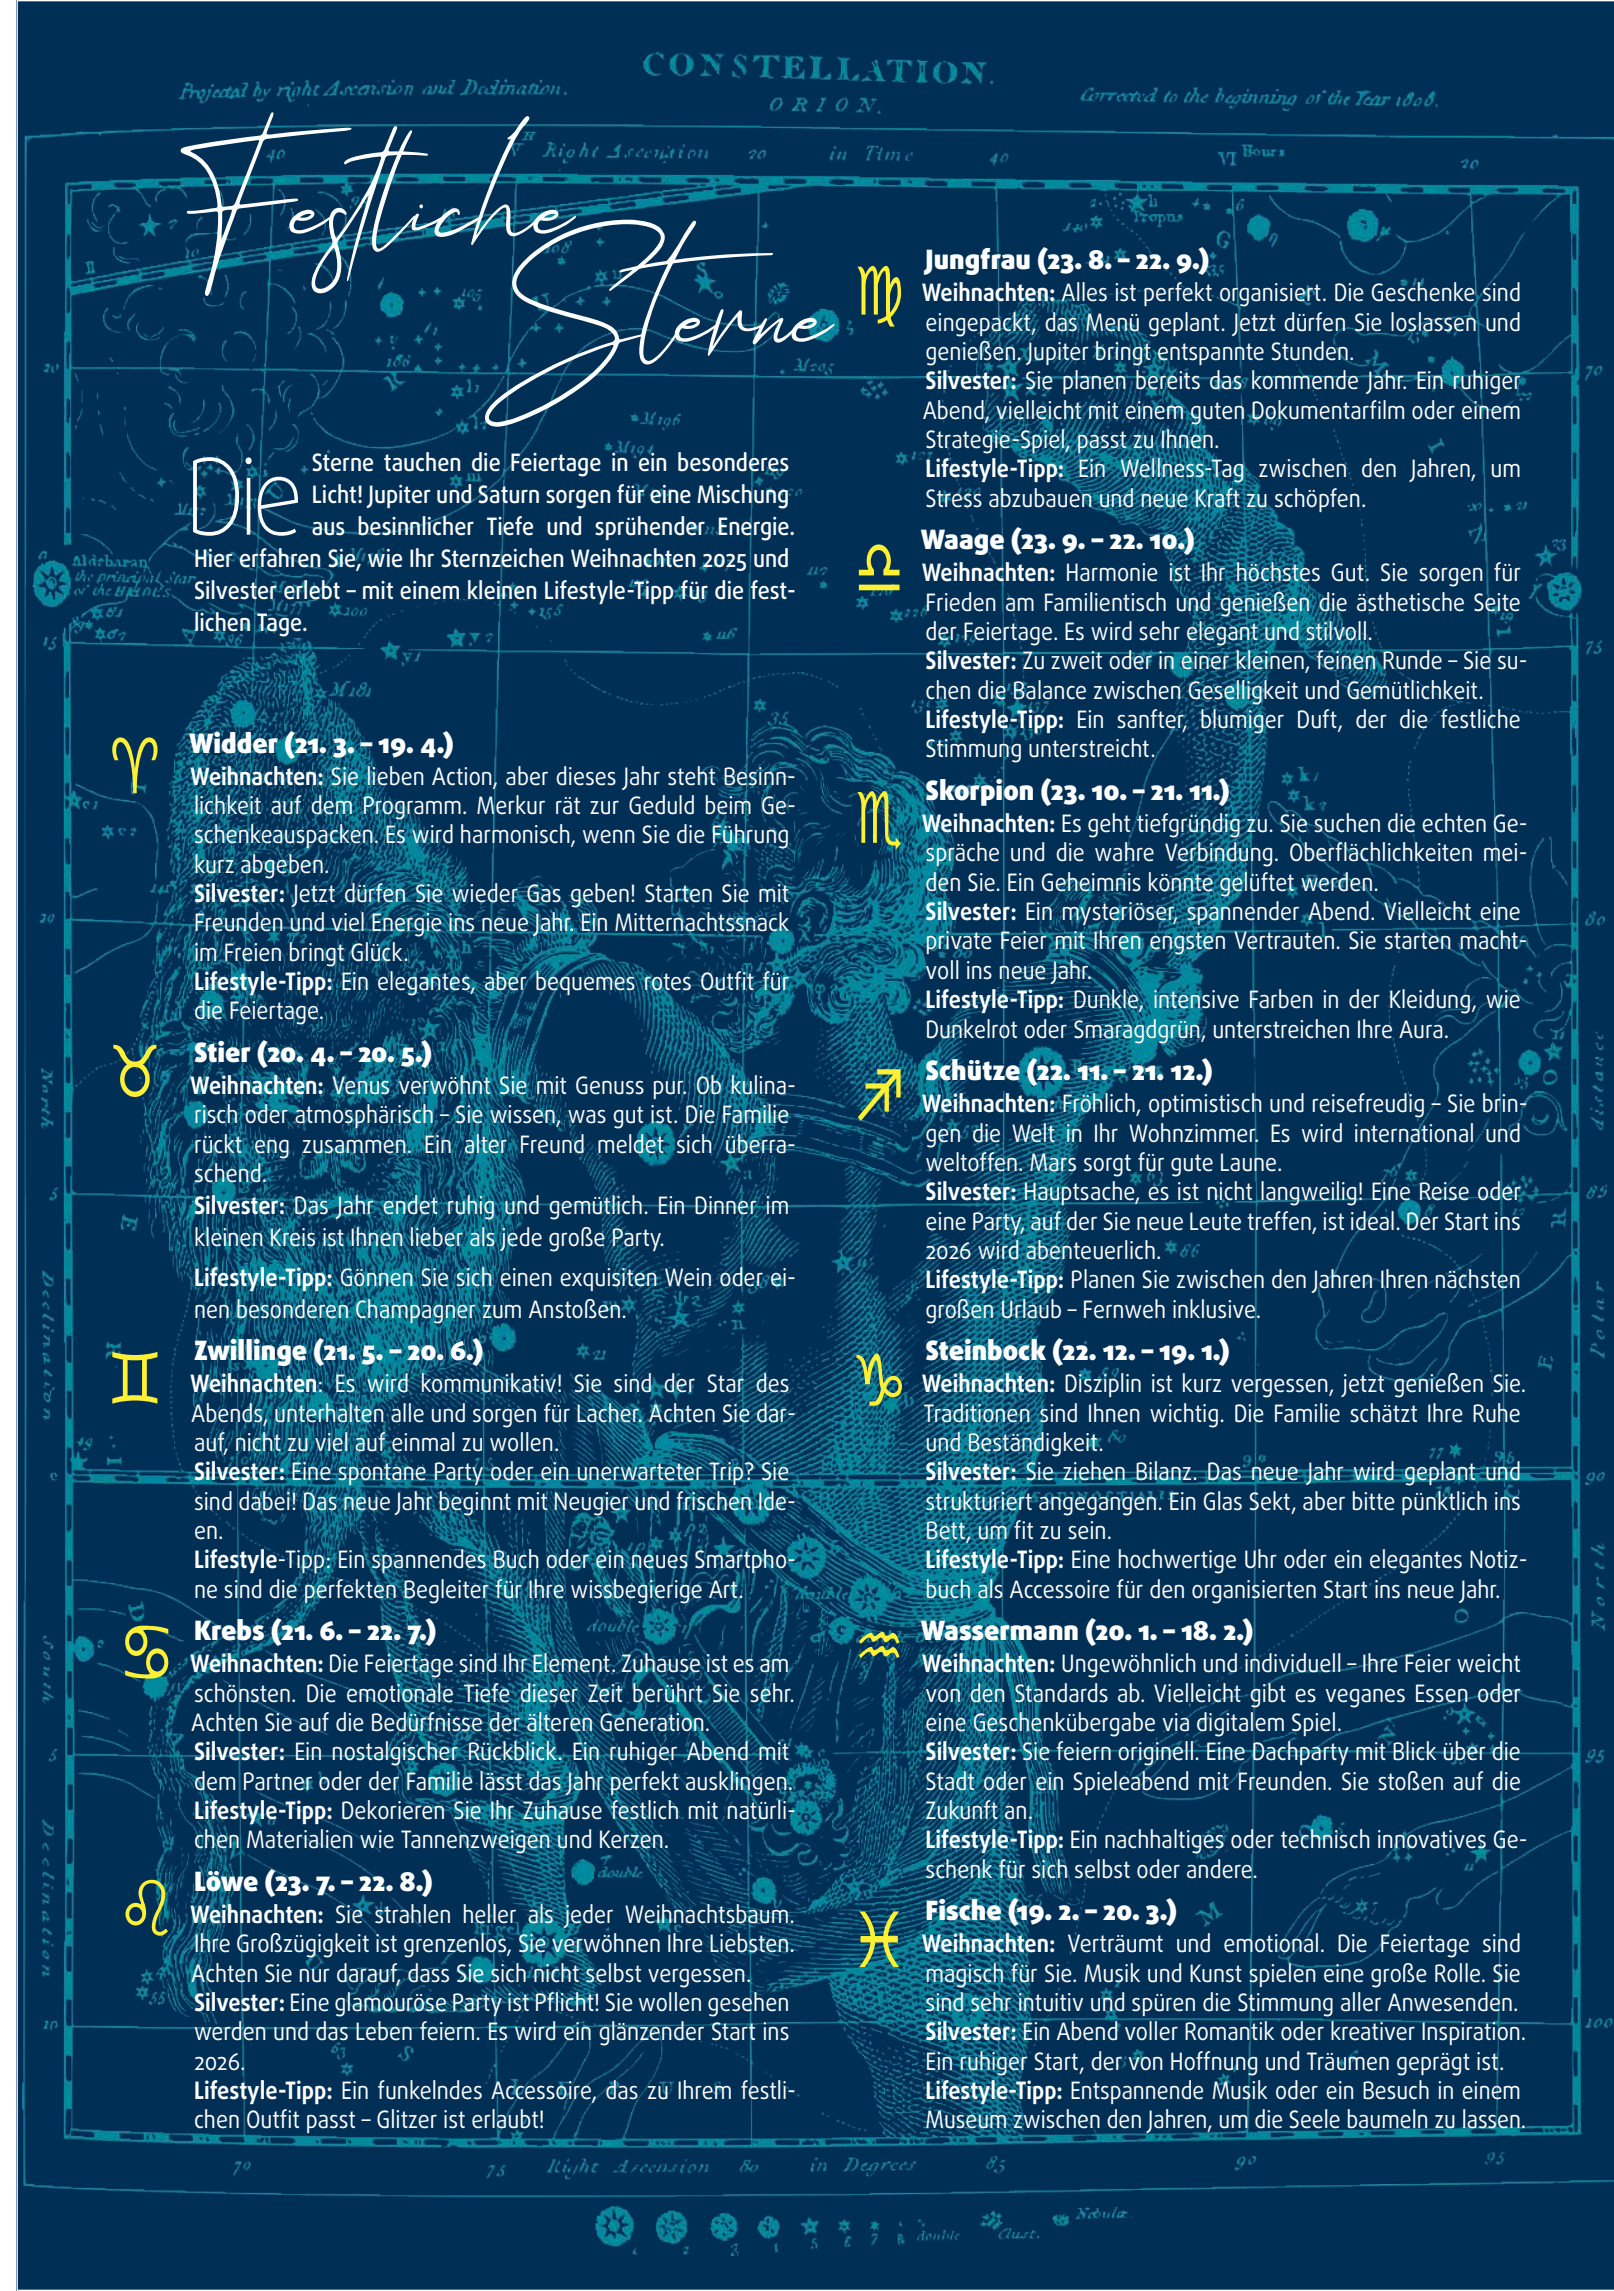 CONSTELLATION.
ORION.
Projected by right Ascension and Declination.
Corrected to the beginning of the Year 1808.
Right Ascension
in Time
VI Hours
Festliche
Sterne
Die Sterne tauchen die Feiertage in ein besonderes
Licht! Jupiter und Saturn sorgen für eine Mischung
aus besinnlicher Tiefe und sprühender Energie.
Hier erfahren Sie, wie Ihr Sternzeichen Weihnachten 2025 und
Silvester erlebt – mit einem kleinen Lifestyle-Tipp für die fest-
lichen Tage.
Widder (21. 3. – 19. 4.)
Weihnachten: Sie lieben Action, aber dieses Jahr steht Besinn-
lichkeit auf dem Programm. Merkur rät zur Geduld beim Ge-
schenkeauspacken. Es wird harmonisch, wenn Sie die Führung
kurz abgeben.
Silvester: Jetzt dürfen Sie wieder Gas geben! Starten Sie mit
Freunden und viel Energie ins neue Jahr. Ein Mitternachtssnack
im Freien bringt Glück.
Lifestyle-Tipp: Ein elegantes, aber bequemes rotes Outfit für
die Feiertage.
Stier (20. 4. – 20. 5.)
Weihnachten: Venus verwöhnt Sie mit Genuss pur. Ob kulina-
risch oder atmosphärisch – Sie wissen, was gut ist. Die Familie
rückt eng zusammen. Ein alter Freund meldet sich überra-
schend.
Silvester: Das Jahr endet ruhig und gemütlich. Ein Dinner im
kleinen Kreis ist Ihnen lieber als jede große Party.
Lifestyle-Tipp: Gönnen Sie sich einen exquisiten Wein oder ei-
nen besonderen Champagner zum Anstoßen.
Zwillinge (21. 5. – 20. 6.)
Weihnachten: Es wird kommunikativ! Sie sind der Star des
Abends, unterhalten alle und sorgen für Lacher. Achten Sie dar-
auf, nicht zu viel auf einmal zu wollen.
Silvester: Eine spontane Party oder ein unerwarteter Trip? Sie
sind dabei! Das neue Jahr beginnt mit Neugier und frischen Ide-
en.
Lifestyle-Tipp: Ein spannendes Buch oder ein neues Smartpho-
ne sind die perfekten Begleiter für Ihre wissbegierige Art.
Krebs (21. 6. – 22. 7.)
Weihnachten: Die Feiertage sind Ihr Element. Zuhause ist es am
schönsten. Die emotionale Tiefe dieser Zeit berührt Sie sehr.
Achten Sie auf die Bedürfnisse der älteren Generation.
Silvester: Ein nostalgischer Rückblick. Ein ruhiger Abend mit
dem Partner oder der Familie lässt das Jahr perfekt ausklingen.
Lifestyle-Tipp: Dekorieren Sie Ihr Zuhause festlich mit natürli-
chen Materialien wie Tannenzweigen und Kerzen.
Löwe (23. 7. – 22. 8.)
Weihnachten: Sie strahlen heller als jeder Weihnachtsbaum.
Ihre Großzügigkeit ist grenzenlos, Sie verwöhnen Ihre Liebsten.
Achten Sie nur darauf, dass Sie sich nicht selbst vergessen.
Silvester: Eine glamouröse Party ist Pflicht! Sie wollen gesehen
werden und das Leben feiern. Es wird ein glänzender Start ins
2026.
Lifestyle-Tipp: Ein funkelndes Accessoire, das zu Ihrem festli-
chen Outfit passt – Glitzer ist erlaubt!
Jungfrau (23. 8. – 22. 9.)
Weihnachten: Alles ist perfekt organisiert. Die Geschenke sind
eingepackt, das Menü geplant. Jetzt dürfen Sie loslassen und
genießen. Jupiter bringt entspannte Stunden.
Silvester: Sie planen bereits das kommende Jahr. Ein ruhiger
Abend, vielleicht mit einem guten Dokumentarfilm oder einem
Strategie-Spiel, passt zu Ihnen.
Lifestyle-Tipp: Ein Wellness-Tag zwischen den Jahren, um
Stress abzubauen und neue Kraft zu schöpfen.
Waage (23. 9. – 22. 10.)
Weihnachten: Harmonie ist Ihr höchstes Gut. Sie sorgen für
Frieden am Familientisch und genießen die ästhetische Seite
der Feiertage. Es wird sehr elegant und stilvoll.
Silvester: Zu zweit oder in einer kleinen, feinen Runde – Sie su-
chen die Balance zwischen Geselligkeit und Gemütlichkeit.
Lifestyle-Tipp: Ein sanfter, blumiger Duft, der die festliche
Stimmung unterstreicht.
Skorpion (23. 10. – 21. 11.)
Weihnachten: Es geht tiefgründig zu. Sie suchen die echten Ge-
spräche und die wahre Verbindung. Oberflächlichkeiten mei-
den Sie. Ein Geheimnis könnte gelüftet werden.
Silvester: Ein mysteriöser, spannender Abend. Vielleicht eine
private Feier mit Ihren engsten Vertrauten. Sie starten macht-
voll ins neue Jahr.
Lifestyle-Tipp: Dunkle, intensive Farben in der Kleidung, wie
Dunkelrot oder Smaragdgrün, unterstreichen Ihre Aura.
Schütze (22. 11. – 21. 12.)
Weihnachten: Fröhlich, optimistisch und reisefreudig – Sie brin-
gen die Welt in Ihr Wohnzimmer. Es wird international und
weltoffen. Mars sorgt für gute Laune.
Silvester: Hauptsache, es ist nicht langweilig! Eine Reise oder
eine Party, auf der Sie neue Leute treffen, ist ideal. Der Start ins
2026 wird abenteuerlich.
Lifestyle-Tipp: Planen Sie zwischen den Jahren Ihren nächsten
großen Urlaub – Fernweh inklusive.
Steinbock (22. 12. – 19. 1.)
Weihnachten: Disziplin ist kurz vergessen, jetzt genießen Sie.
Traditionen sind Ihnen wichtig. Die Familie schätzt Ihre Ruhe
und Beständigkeit.
Silvester: Sie ziehen Bilanz. Das neue Jahr wird geplant und
strukturiert angegangen. Ein Glas Sekt, aber bitte pünktlich ins
Bett, um fit zu sein.
Lifestyle-Tipp: Eine hochwertige Uhr oder ein elegantes Notiz-
buch als Accessoire für den organisierten Start ins neue Jahr.
Wassermann (20. 1. – 18. 2.)
Weihnachten: Ungewöhnlich und individuell – Ihre Feier weicht
von den Standards ab. Vielleicht gibt es veganes Essen oder
eine Geschenkübergabe via digitalem Spiel.
Silvester: Sie feiern originell. Eine Dachparty mit Blick über die
Stadt oder ein Spieleabend mit Freunden. Sie stoßen auf die
Zukunft an.
Lifestyle-Tipp: Ein nachhaltiges oder technisch innovatives Ge-
schenk für sich selbst oder andere.
Fische (19. 2. – 20. 3.)
Weihnachten: Verträumt und emotional. Die Feiertage sind
magisch für Sie. Musik und Kunst spielen eine große Rolle. Sie
sind sehr intuitiv und spüren die Stimmung aller Anwesenden.
Silvester: Ein Abend voller Romantik oder kreativer Inspiration.
Ein ruhiger Start, der von Hoffnung und Träumen geprägt ist.
Lifestyle-Tipp: Entspannende Musik oder ein Besuch in einem
Museum zwischen den Jahren, um die Seele baumeln zu lassen.
70 75 Right Ascension 80 in Degrees 85 90 95
double Clust. Nebulæ